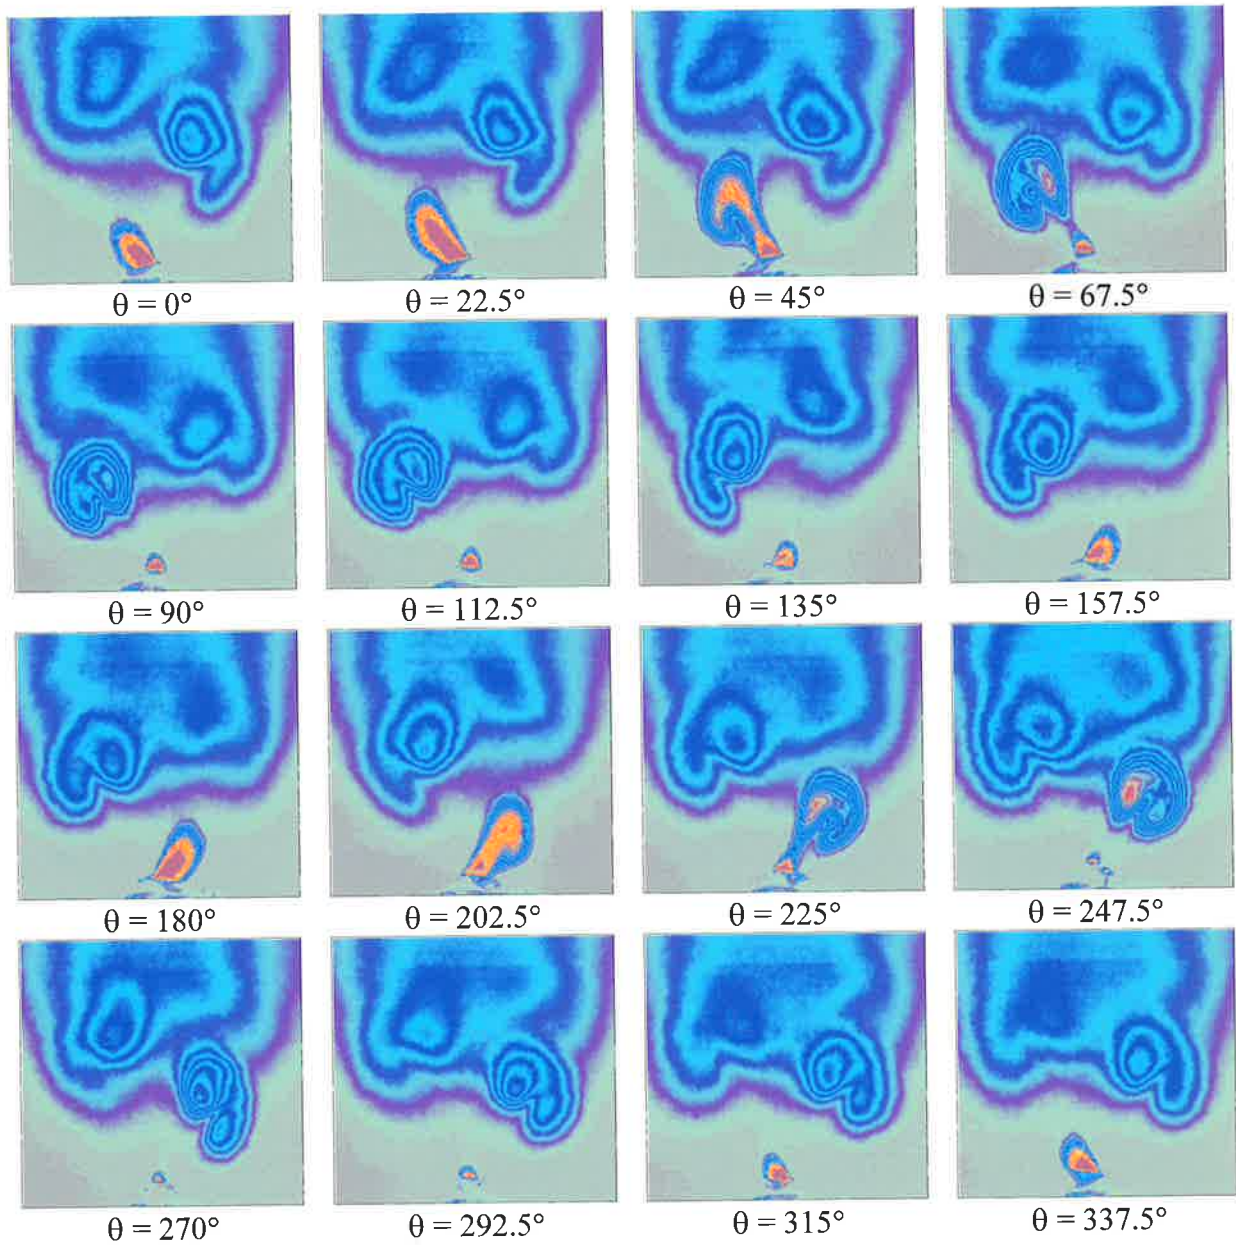 θ = 0°
θ = 22.5°
θ = 45°
θ = 67.5°
θ = 90°
θ = 112.5°
θ = 135°
θ = 157.5°
θ = 180°
θ = 202.5°
θ = 225°
θ = 247.5°
θ = 270°
θ = 292.5°
θ = 315°
θ = 337.5°